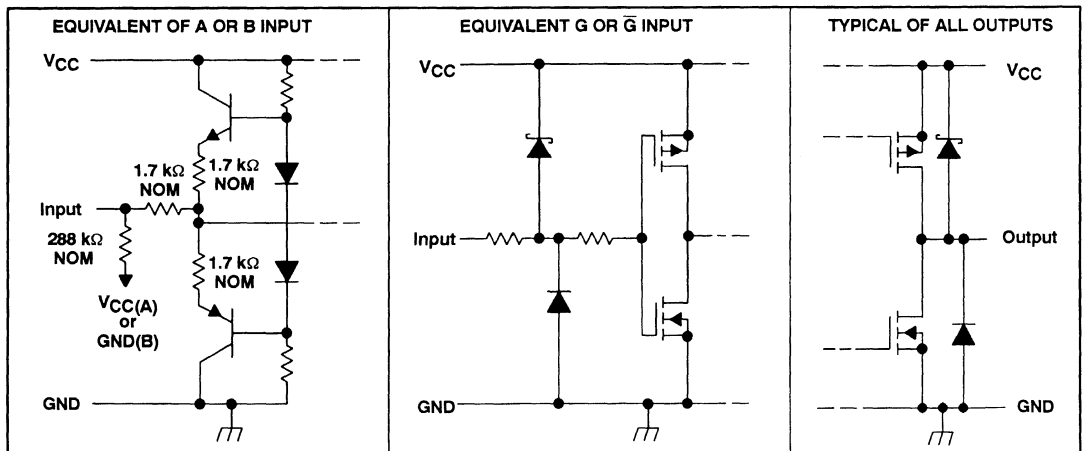 EQUIVALENT OF A OR B INPUT
VCC
1.7 kΩ
NOM
1.7 kΩ
NOM
Input
288 kΩ
NOM
1.7 kΩ
NOM
VCC(A)
or
GND(B)
GND
EQUIVALENT G OR G̅ INPUT
VCC
Input
GND
TYPICAL OF ALL OUTPUTS
VCC
Output
GND